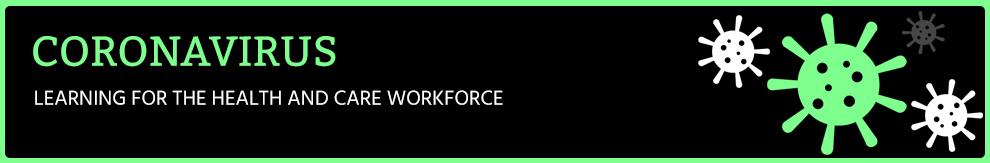 CORONAVIRUS
LEARNING FOR THE HEALTH AND CARE WORKFORCE